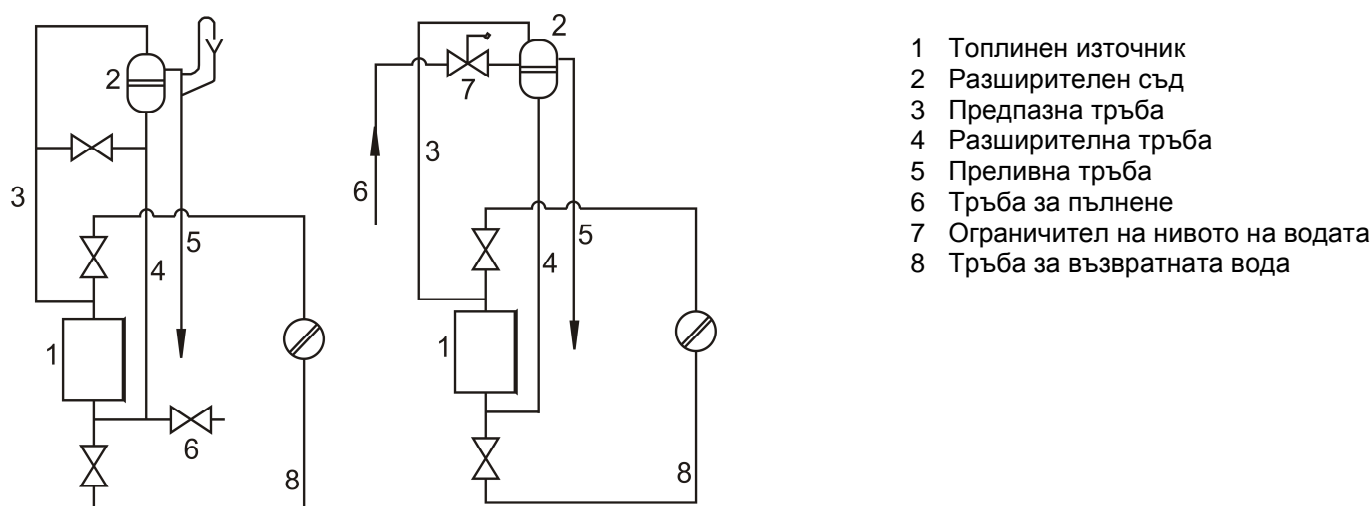 2
3
5
4
1
6
8
2
7
3
6
5
4
1
8
1 Топлинен източник
2 Разширителен съд
3 Предпазна тръба
4 Разширителна тръба
5 Преливна тръба
6 Тръба за пълнене
7 Ограничител на нивото на водата
8 Тръба за възвратната вода